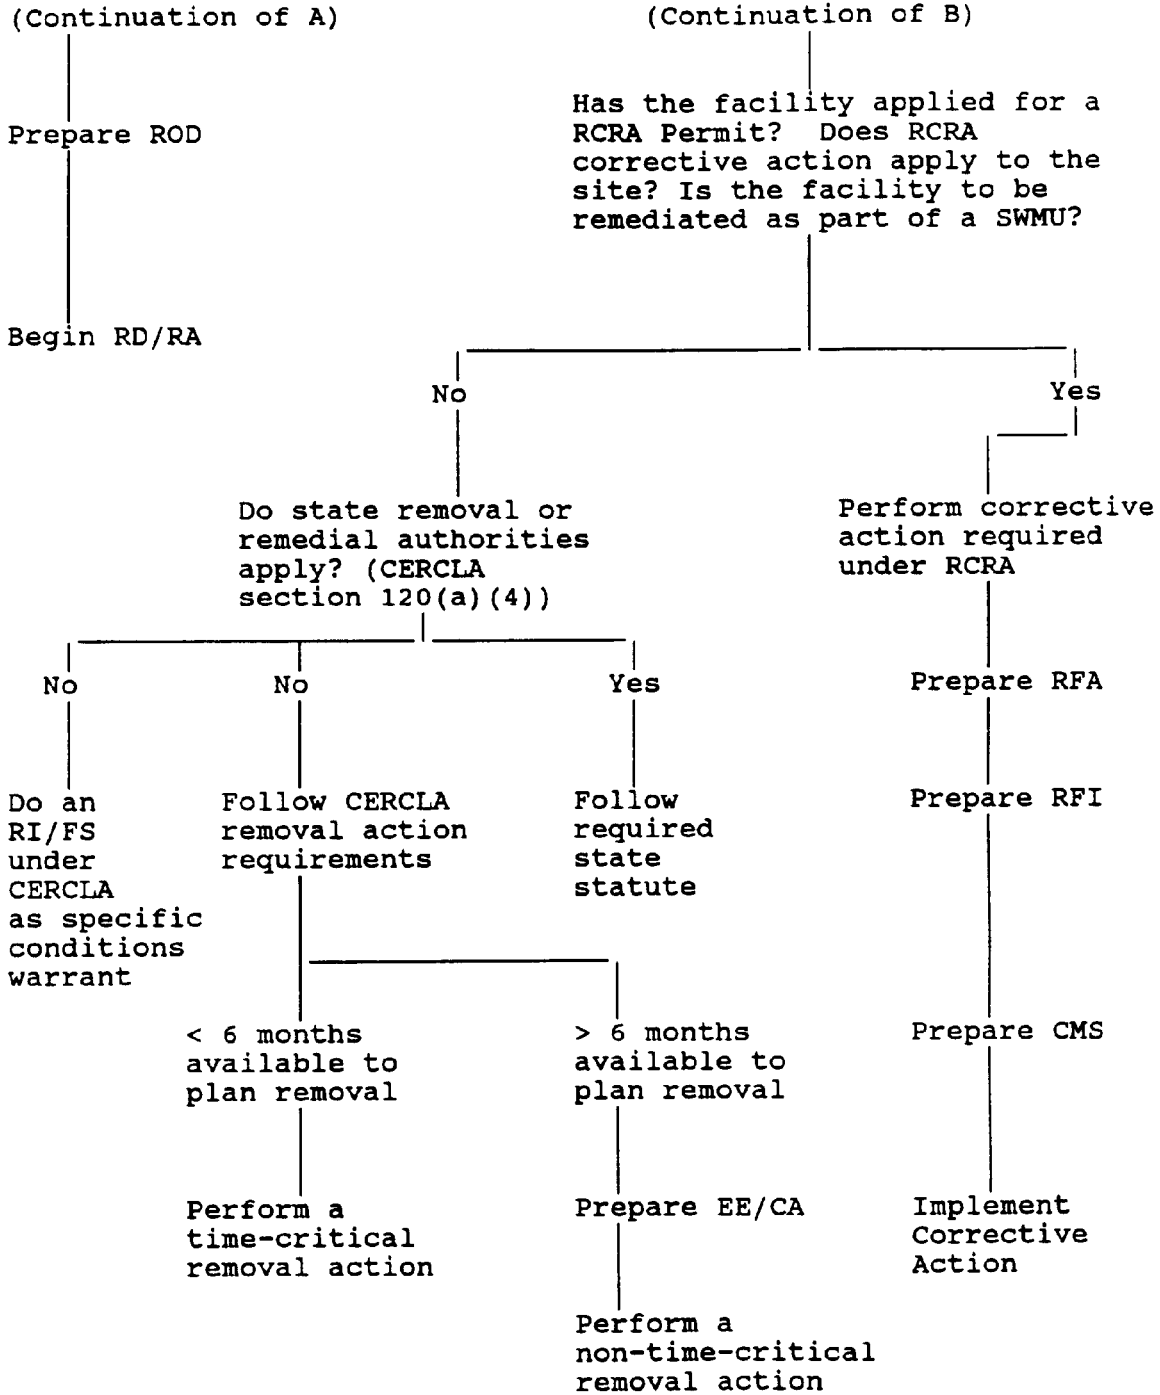 (Continuation of A)
(Continuation of B)
Prepare ROD
Begin RD/RA
Has the facility applied for a
RCRA Permit?  Does RCRA
corrective action apply to the
site? Is the facility to be
remediated as part of a SWMU?
No
Yes
Do state removal or
remedial authorities
apply? (CERCLA
section 120(a)(4))
Perform corrective
action required
under RCRA
No
No
Yes
Prepare RFA
Do an
RI/FS
under
CERCLA
as specific
conditions
warrant
Follow CERCLA
removal action
requirements
Follow
required
state
statute
Prepare RFI
< 6 months
available to
plan removal
> 6 months
available to
plan removal
Prepare CMS
Perform a
time-critical
removal action
Prepare EE/CA
Implement
Corrective
Action
Perform a
non-time-critical
removal action